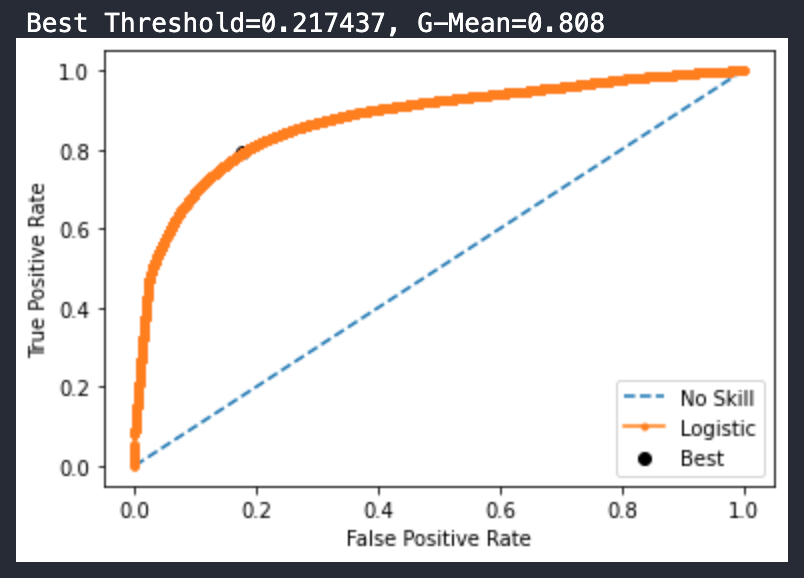 Best Threshold=0.217437, G-Mean=0.808
1.0
0.8
0.6
0.4
0.2
0.0
True Positive Rate
No Skill
Logistic
Best
0.0 0.2 0.4 0.6 0.8 1.0
False Positive Rate